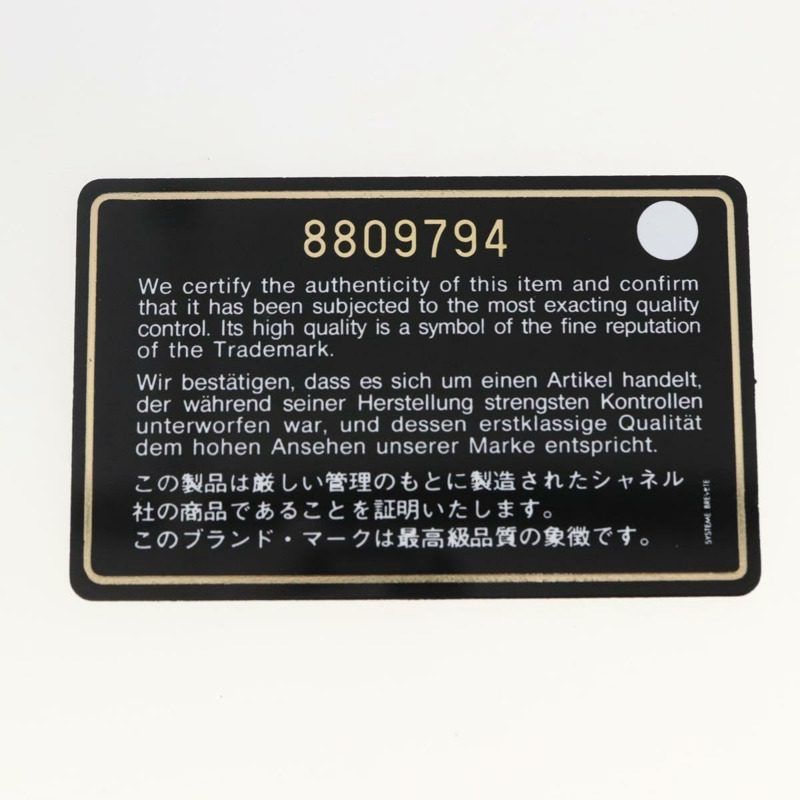 8809794
We certify the authenticity of this item and confirm
that it has been subjected to the most exacting quality
control. Its high quality is a symbol of the fine reputation
of the Trademark.
Wir bestätigen, dass es sich um einen Artikel handelt,
der während seiner Herstellung strengsten Kontrollen
unterworfen war, und dessen erstklassige Qualität
dem hohen Ansehen unserer Marke entspricht.
この製品は厳しい管理のもとに製造されたシャネル
社の商品であることを証明いたします。
このブランド・マークは最高級品質の象徴です。
SYSTEME BREVETE